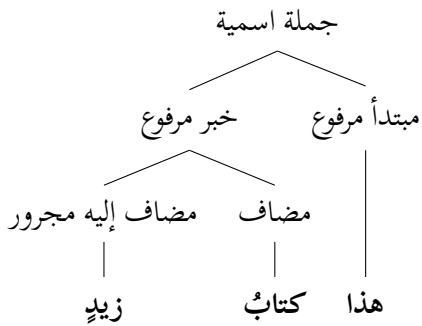 جملة اسمية
مبتدأ مرفوع خبر مرفوع
مضاف مضاف إليه مجرور
هذا كتابُ زيدٍ